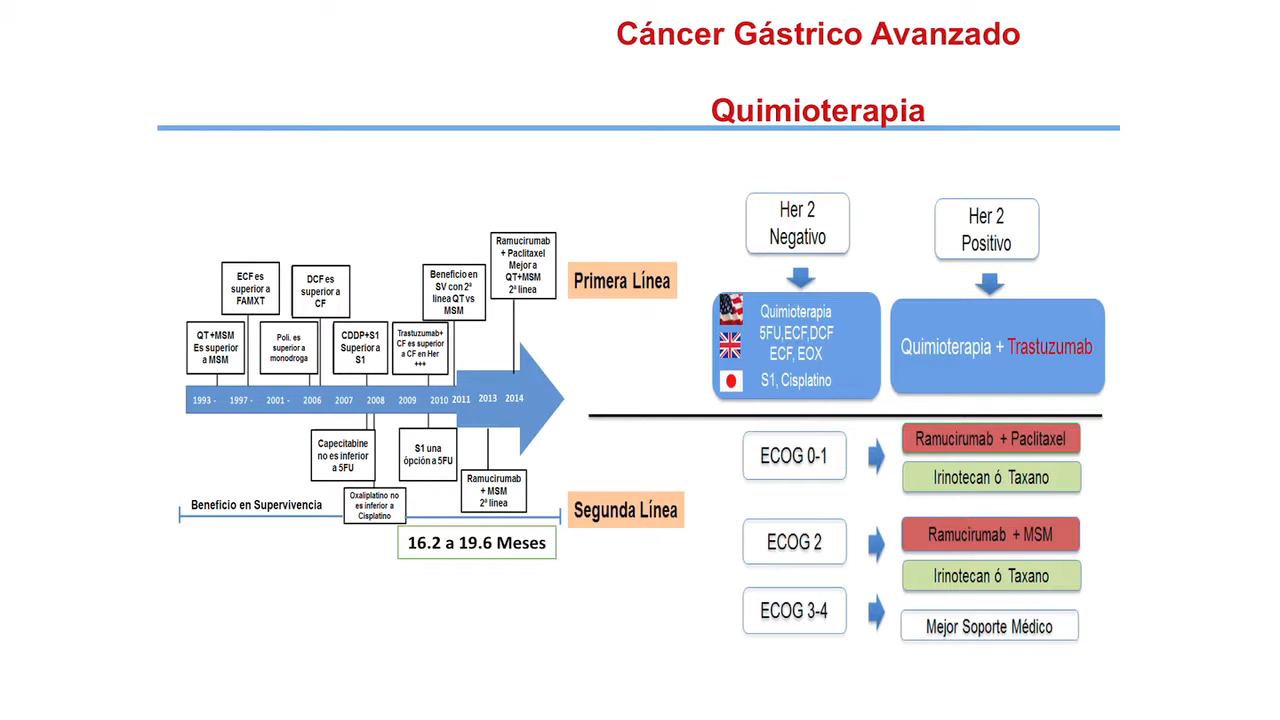 Cáncer Gástrico Avanzado
Quimioterapia
ECF es
superior a
FAMXT
DCF es
superior a
CF
Beneficio en
SV con 2ª
linea QT vs
MSM
Ramucirumab
+ Paclitaxel
Mejor a
QT+MSM
2ª linea
QT+MSM
Es superior
a MSM
Poli. es
superior a
monodroga
CDDP+S1
Superior a
S1
Trastuzumab+
CF es superior
a CF en Her
+++
1993 -
1997 -
2001 -
2006
2007
2008
2009
2010
2011
2013
2014
Capecitabine
no es inferior
a 5FU
S1 una
ópción a 5FU
Ramucirumab
+ MSM
2ª linea
Oxaliplatino no
es inferior a
Cisplatino
Beneficio en Supervivencia
16.2 a 19.6 Meses
Primera Línea
Her 2
Negativo
Her 2
Positivo
Quimioterapia
5FU,ECF,DCF
ECF, EOX
S1, Cisplatino
Quimioterapia + Trastuzumab
Segunda Línea
ECOG 0-1
Ramucirumab + Paclitaxel
Irinotecan ó Taxano
ECOG 2
Ramucirumab + MSM
Irinotecan ó Taxano
ECOG 3-4
Mejor Soporte Médico